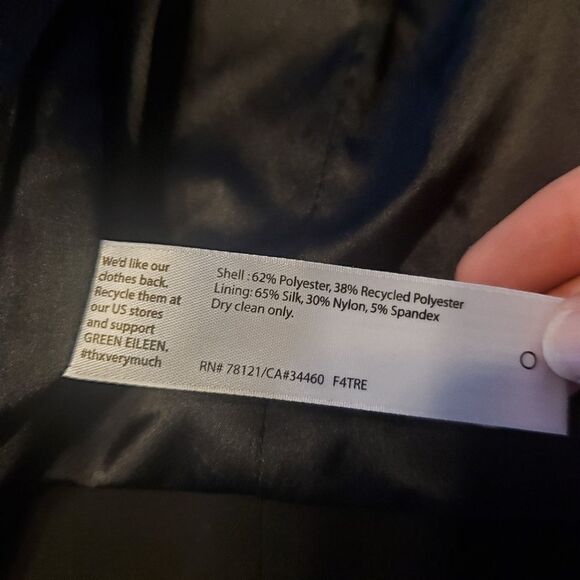 We'd like our
clothes back.
Recycle them at
our US stores
and support
GREEN EILEEN.
#thxverymuch
Shell : 62% Polyester, 38% Recycled Polyester
Lining: 65% Silk, 30% Nylon, 5% Spandex
Dry clean only.
RN# 78121/CA#34460 F4TRE
O